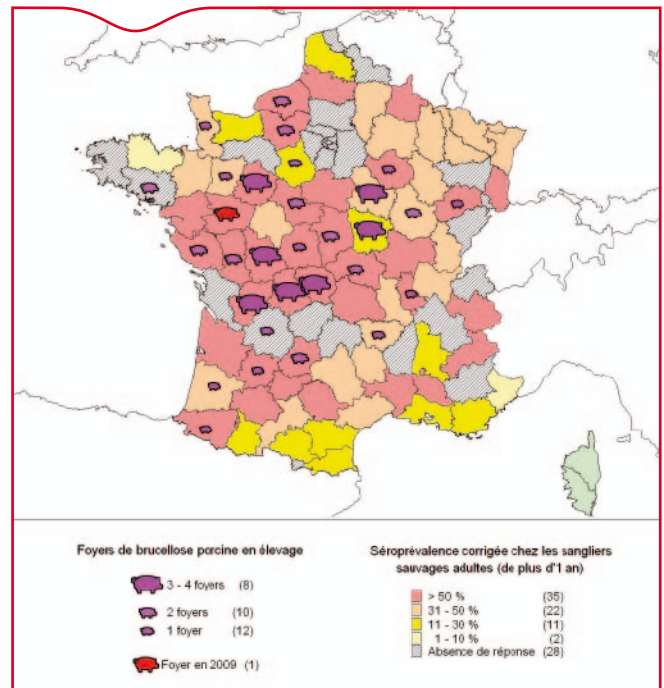 Foyers de brucellose porcine en élevage
3 - 4 foyers (8)
2 foyers (10)
1 foyer (12)
Foyer en 2009 (1)
Séroprévalence corrigée chez les sangliers
sauvages adultes (de plus d'1 an)
> 50 % (35)
31 - 50 % (22)
11 - 30 % (11)
1 - 10 % (2)
Absence de réponse (28)